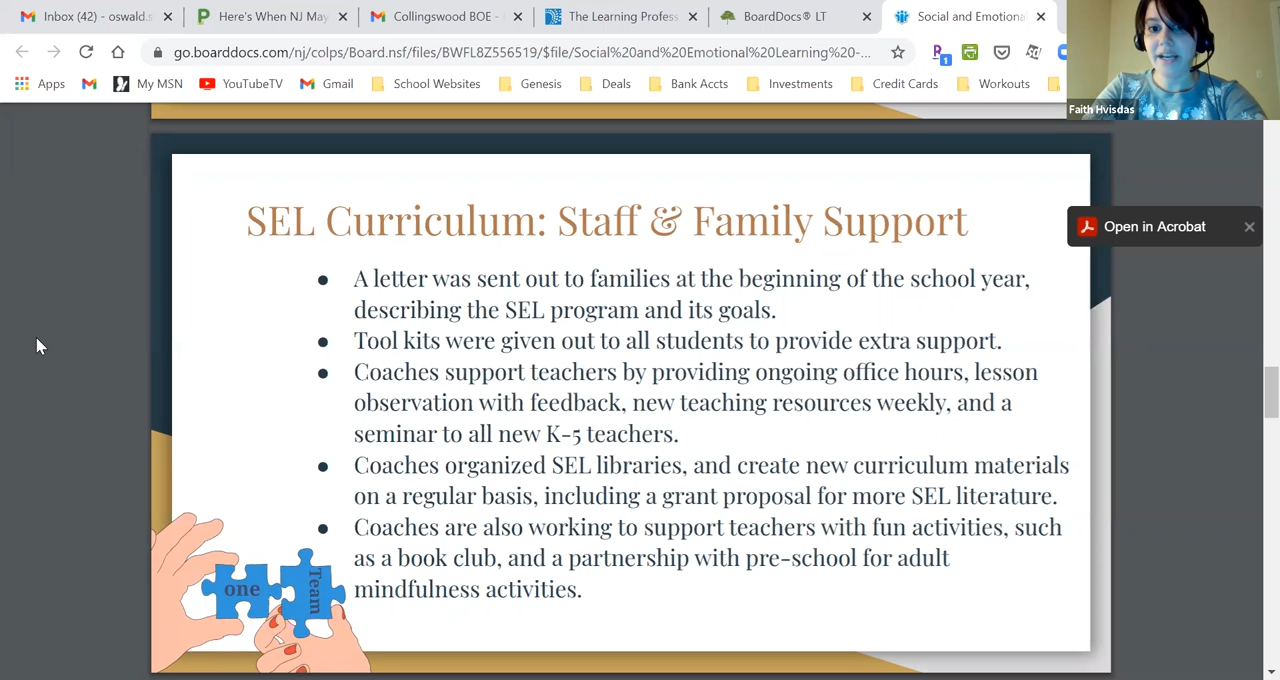 Inbox (42) - oswald.s
Here's When NJ May
Collingswood BOE -
The Learning Profess
BoardDocs® LT
Social and Emotiona
go.boarddocs.com/nj/colps/Board.nsf/files/BWFL8Z555519/$file/Social%20and%20Emotional%20Learning%20-...
Apps
My MSN
YouTubeTV
Gmail
School Websites
Genesis
Deals
Bank Accts
Investments
Credit Cards
Workouts
Faith Hvisdas
Open in Acrobat
SEL Curriculum: Staff & Family Support
● A letter was sent out to families at the beginning of the school year,
describing the SEL program and its goals.
● Tool kits were given out to all students to provide extra support.
● Coaches support teachers by providing ongoing office hours, lesson
observation with feedback, new teaching resources weekly, and a
seminar to all new K-5 teachers.
● Coaches organized SEL libraries, and create new curriculum materials
on a regular basis, including a grant proposal for more SEL literature.
● Coaches are also working to support teachers with fun activities, such
as a book club, and a partnership with pre-school for adult
mindfulness activities.
one
Team